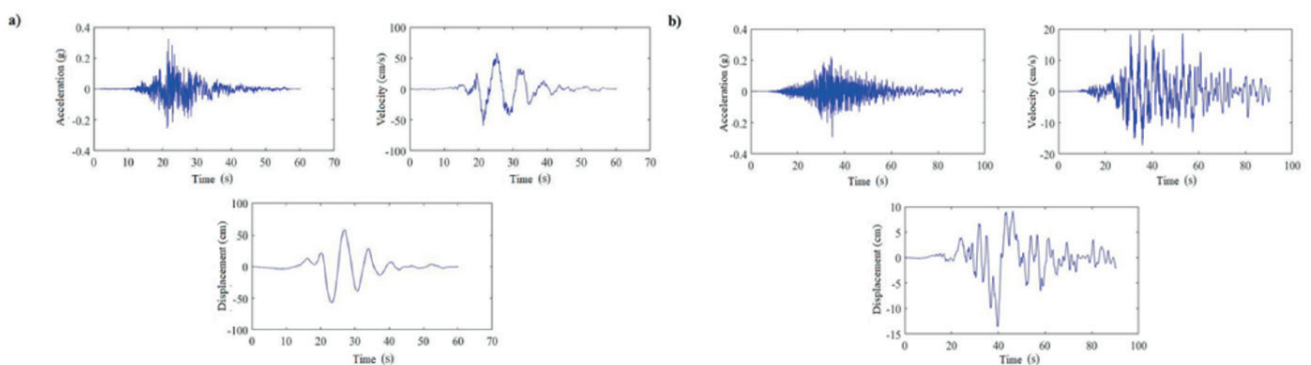 a)
Acceleration (g)
0.4
0.2
0
-0.2
-0.4
0 10 20 30 40 50 60 70
Time (s)
Velocity (cm/s)
100
50
0
-50
-100
0 10 20 30 40 50 60 70
Time (s)
Displacement (cm)
100
50
0
-50
-100
0 10 20 30 40 50 60 70
Time (s)
b)
Acceleration (g)
0.4
0.2
0
-0.2
-0.4
0 20 40 60 80 100
Time (s)
Velocity (cm/s)
20
10
0
-10
-20
0 20 40 60 80 100
Time (s)
Displacement (cm)
10
5
0
-5
-10
-15
0 20 40 60 80 100
Time (s)